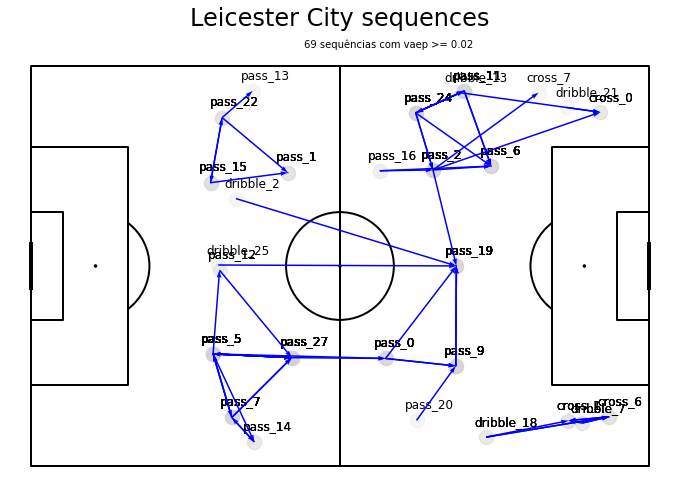 Leicester City sequences
69 sequências com vaep >= 0.02
pass_13
pass_11
dribble_13
cross_7
dribble_21
pass_22
pass_24
cross_0
pass_15
pass_1
pass_16
pass_2
pass_6
dribble_2
dribble_25
pass_12
pass_19
pass_5
pass_27
pass_0
pass_9
pass_7
pass_14
pass_20
dribble_18
dribble_7
cross_6